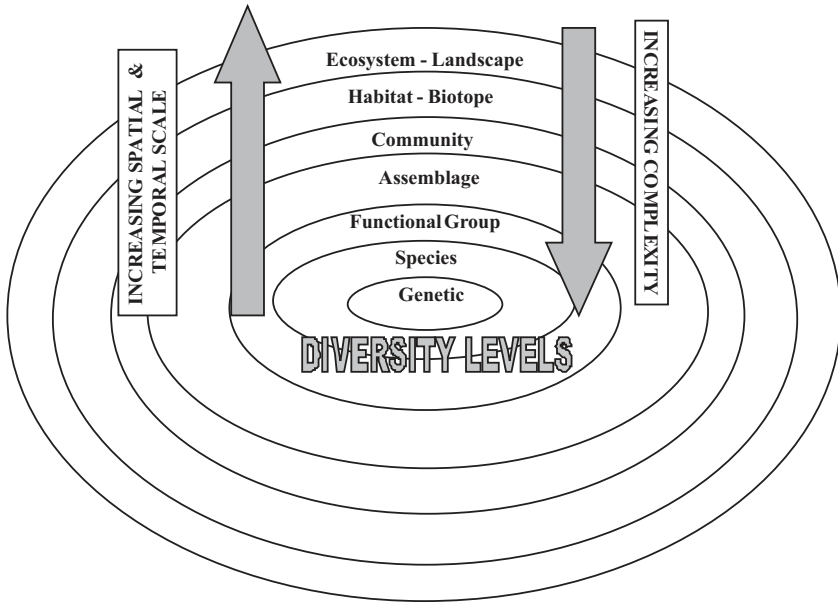 INCREASING SPATIAL &
TEMPORAL SCALE
Ecosystem - Landscape
Habitat - Biotope
Community
Assemblage
Functional Group
Species
Genetic
DIVERSITY LEVELS
INCREASING COMPLEXITY